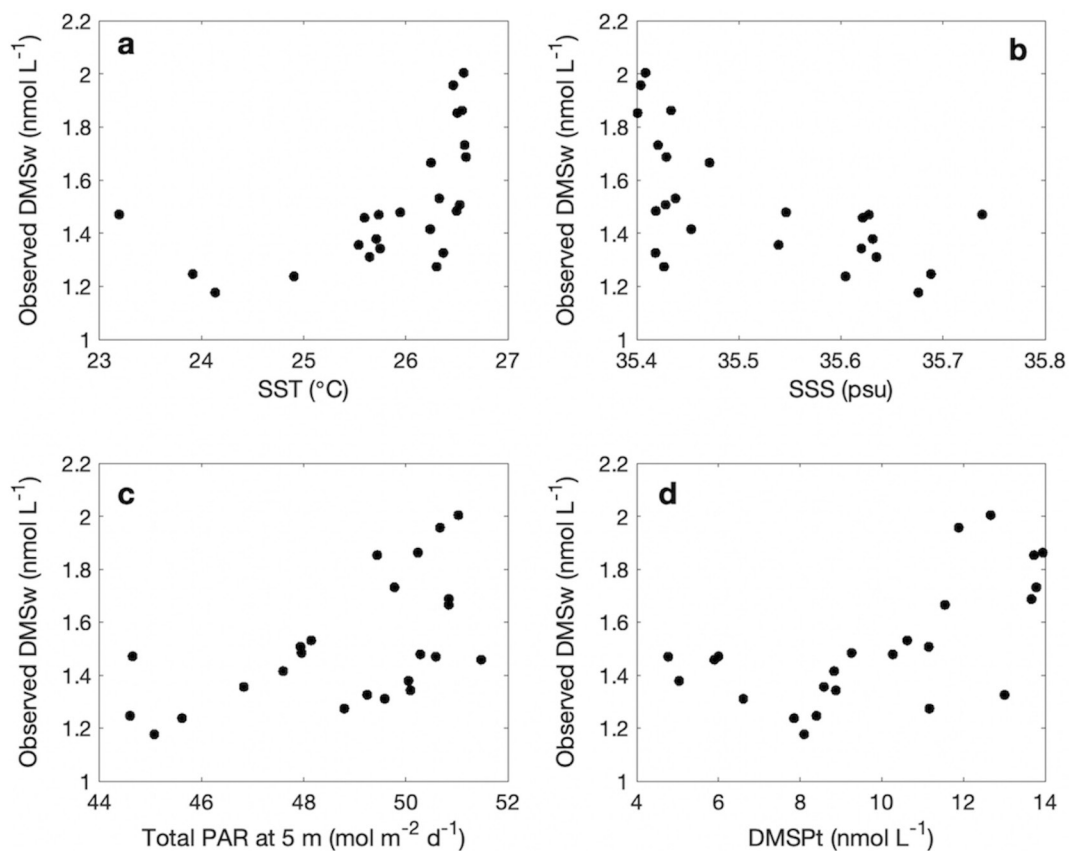 a
2.2
2
1.8
1.6
1.4
1.2
1
Observed DMSw (nmol L⁻¹)
23 24 25 26 27
SST (°C)
b
2.2
2
1.8
1.6
1.4
1.2
1
Observed DMSw (nmol L⁻¹)
35.4 35.5 35.6 35.7 35.8
SSS (psu)
c
2.2
2
1.8
1.6
1.4
1.2
1
Observed DMSw (nmol L⁻¹)
44 46 48 50 52
Total PAR at 5 m (mol m⁻² d⁻¹)
d
2.2
2
1.8
1.6
1.4
1.2
1
Observed DMSw (nmol L⁻¹)
4 6 8 10 12 14
DMSPt (nmol L⁻¹)